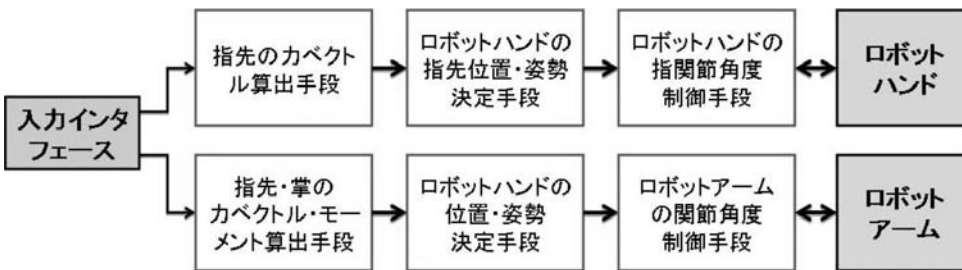 指先の力ベクト
ル算出手段
ロボットハンドの
指先位置・姿勢
決定手段
ロボットハンドの
指関節角度
制御手段
ロボット
ハンド
入力インタ
フェース
指先・掌の
力ベクトル・モー
メント算出手段
ロボットハンドの
位置・姿勢
決定手段
ロボットアーム
の関節角度
制御手段
ロボット
アーム